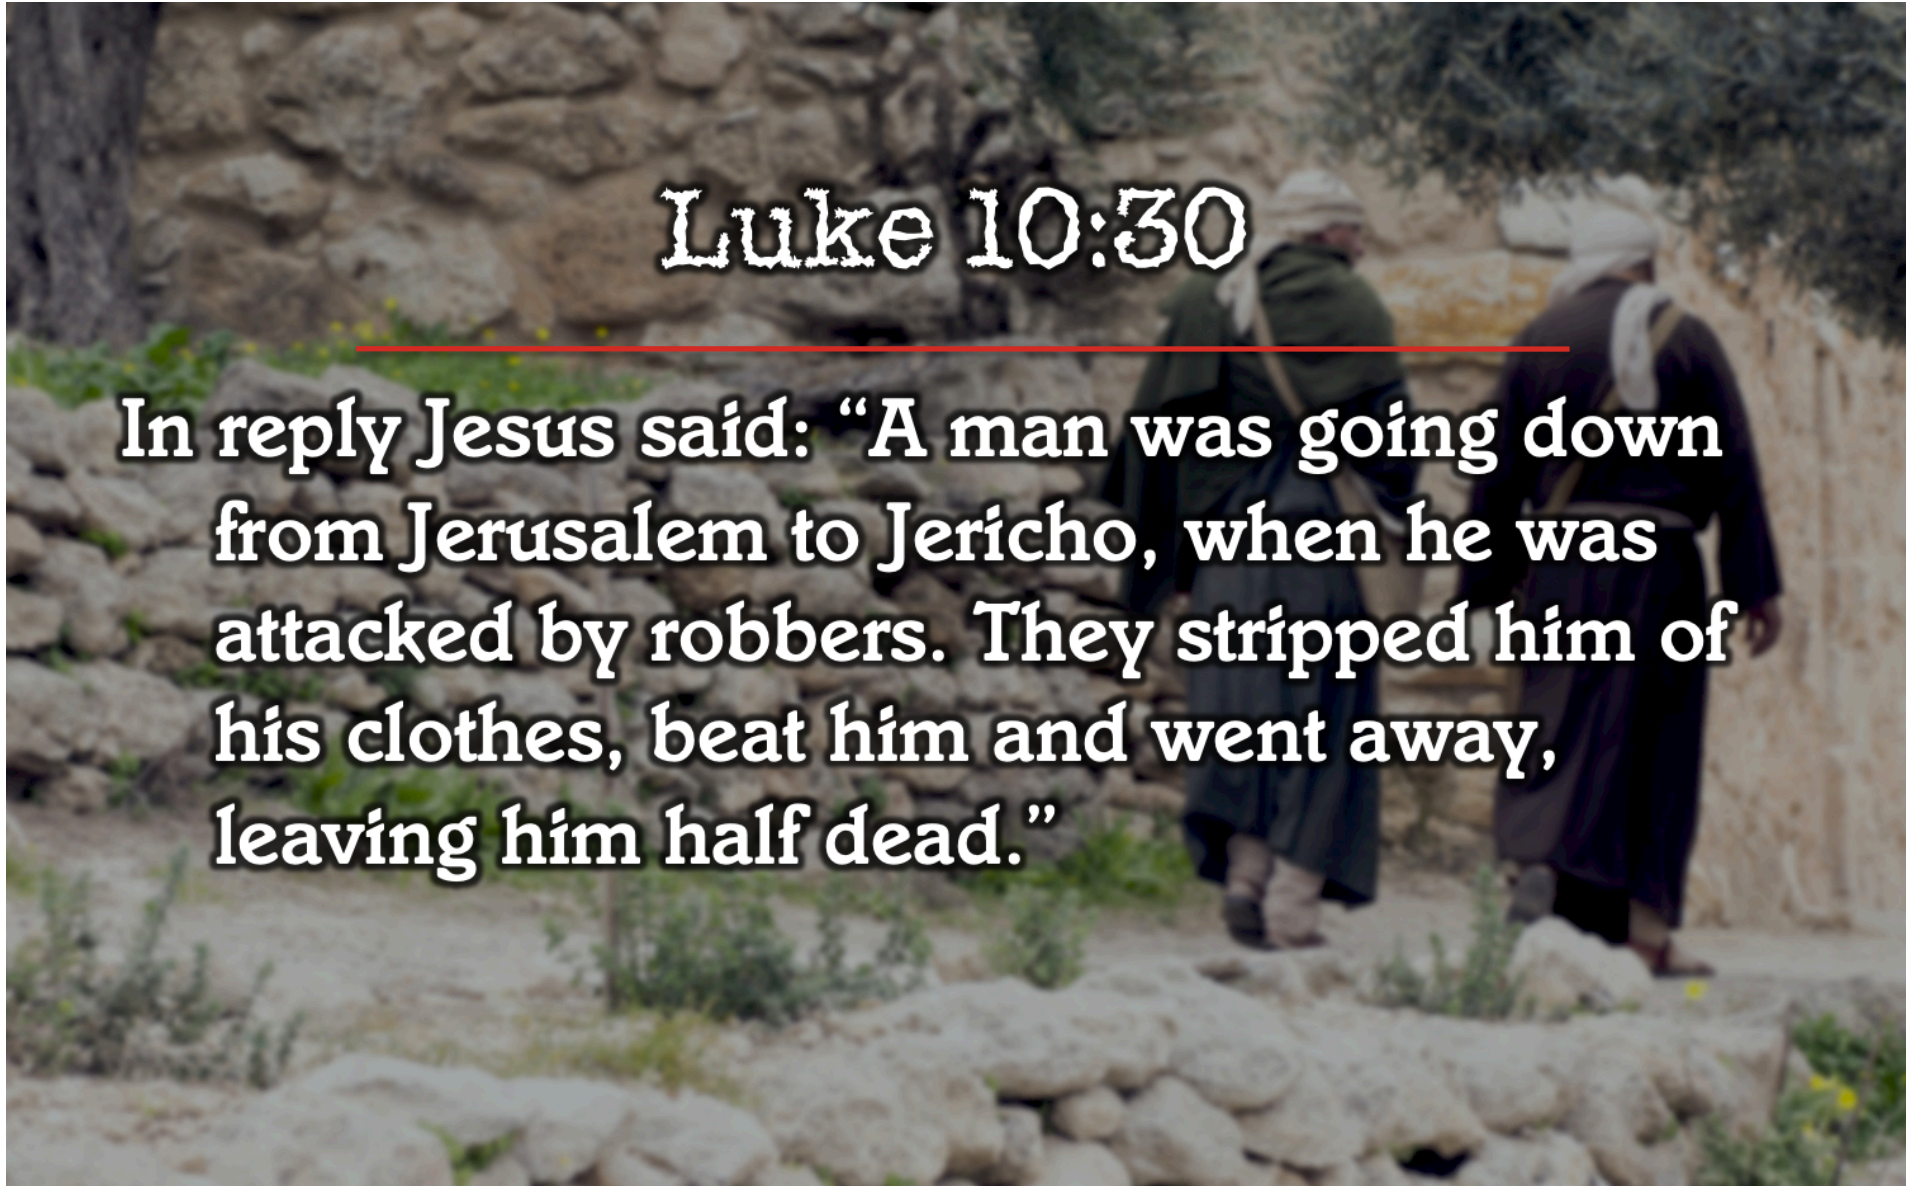 Luke 10:30
In reply Jesus said: “A man was going down
from Jerusalem to Jericho, when he was
attacked by robbers. They stripped him of
his clothes, beat him and went away,
leaving him half dead.”